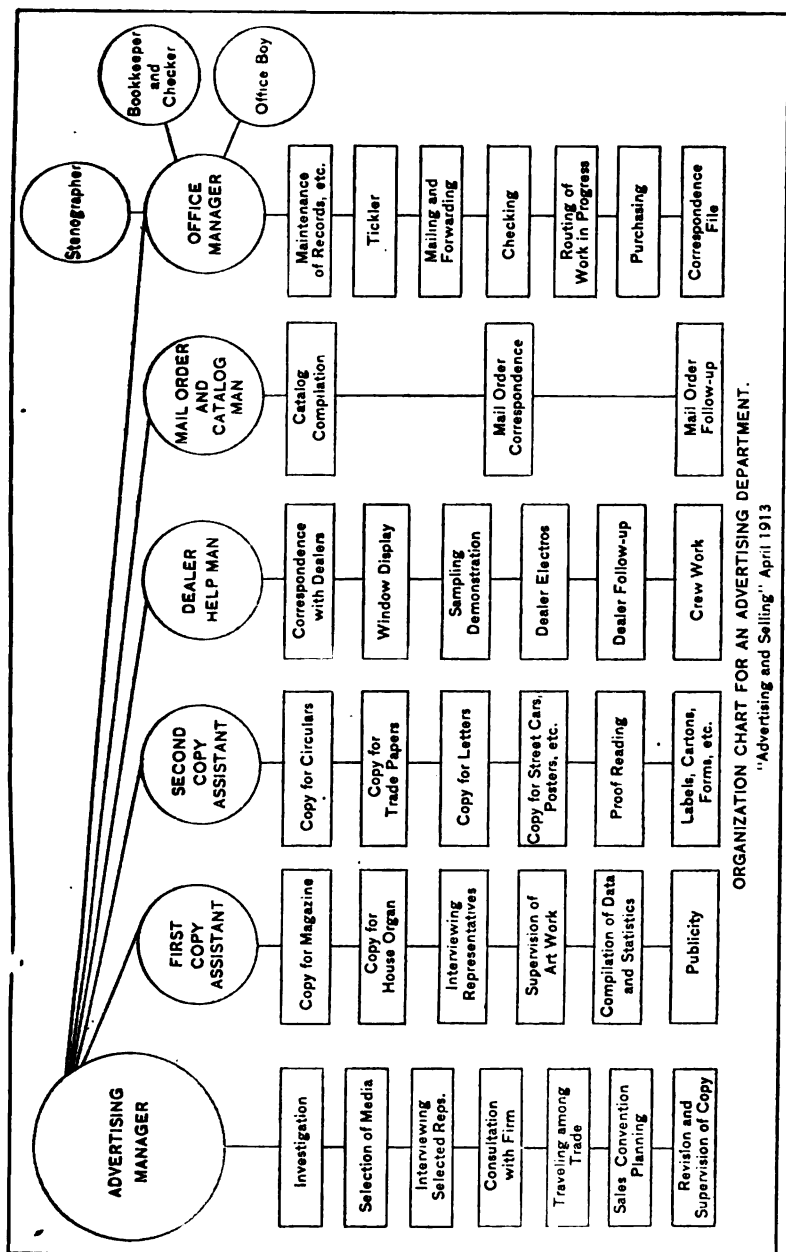 ADVERTISING
MANAGER
Investigation
Selection of Media
Interviewing
Selected Reps.
Consultation
with Firm
Traveling among
Trade
Sales Convention
Planning
Revision and
Supervision of Copy
FIRST
COPY
ASSISTANT
Copy for Magazine
Copy for
House Organ
Interviewing
Representatives
Supervision of
Art Work
Compilation of Data
and Statistics
Publicity
SECOND
COPY
ASSISTANT
Copy for Circulars
Copy for
Trade Papers
Copy for Letters
Copy for Street Cars,
Posters, etc.
Proof Reading
Labels, Cartons,
Forms, etc.
DEALER
HELP MAN
Correspondence
with Dealers
Window Display
Sampling
Demonstration
Dealer Electros
Dealer Follow-up
Crew Work
MAIL ORDER
AND
CATALOG
MAN
Catalog
Compilation
Mail Order
Correspondence
Mail Order
Follow-up
Stenographer
Bookkeeper
and
Checker
Office Boy
OFFICE
MANAGER
Maintenance
of Records, etc.
Tickler
Mailing and
Forwarding
Checking
Routing of
Work in Progress
Purchasing
Correspondence
File
ORGANIZATION CHART FOR AN ADVERTISING DEPARTMENT.
"Advertising and Selling" April 1913